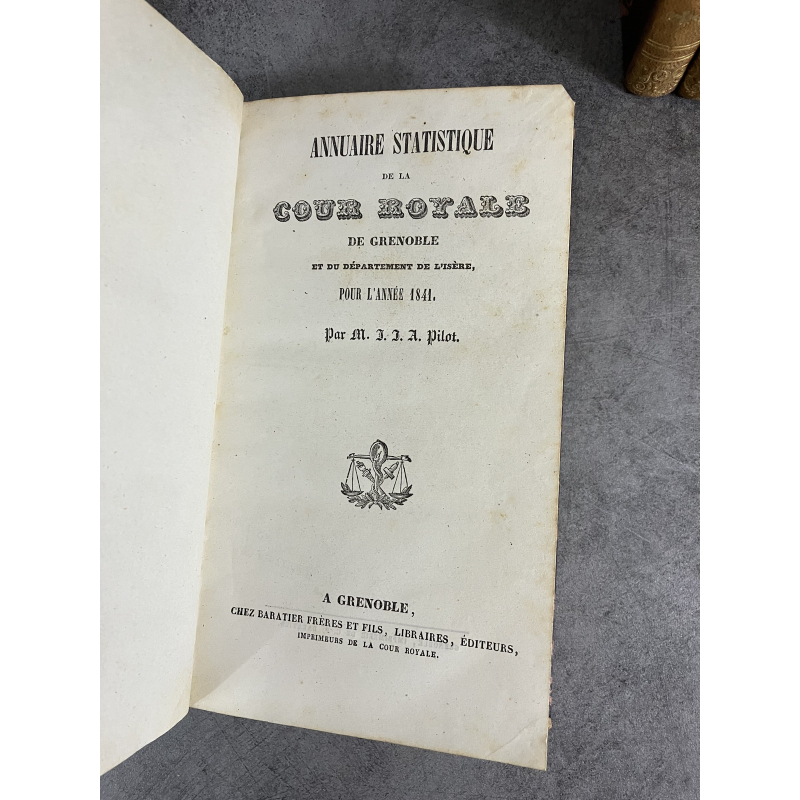 ANNUAIRE STATISTIQUE
DE LA
COUR ROYALE
DE GRENOBLE
ET DU DÉPARTEMENT DE L'ISÈRE,
POUR L'ANNÉE 1841.
Par M. J. J. A. Pilot.
A GRENOBLE,
CHEZ BARATIER FRÈRES ET FILS, LIBRAIRES, ÉDITEURS,
IMPRIMEURS DE LA COUR ROYALE.